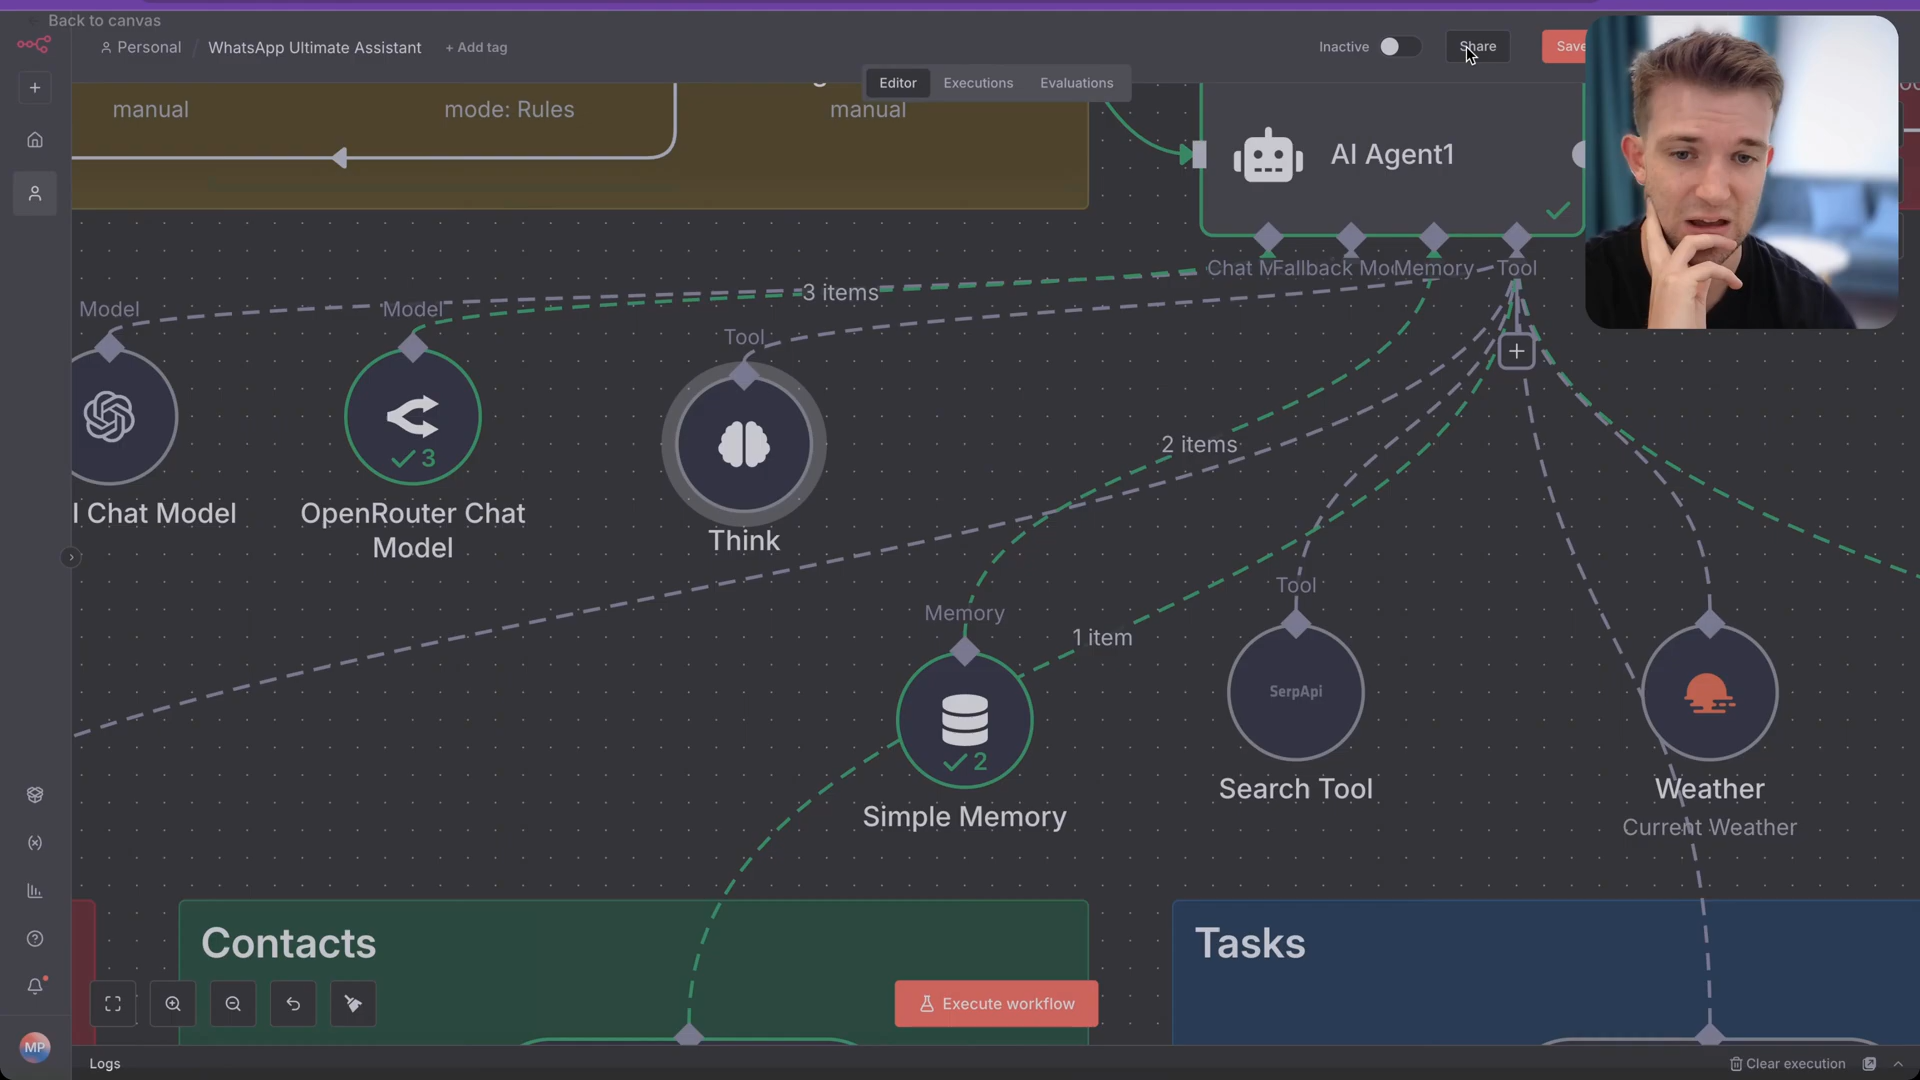 Back to canvas
Personal / WhatsApp Ultimate Assistant + Add tag
Inactive
Share
Save
Editor Executions Evaluations
manual
mode: Rules
manual
AI Agent1
Memory
Tool
Model
Model
3 items
Tool
2 items
3
l Chat Model
OpenRouter Chat
Model
Think
Tool
Memory
1 item
SerpApi
2
Simple Memory
Search Tool
Weather
Current Weather
Contacts
Tasks
Execute workflow
MP
Logs
Clear execution